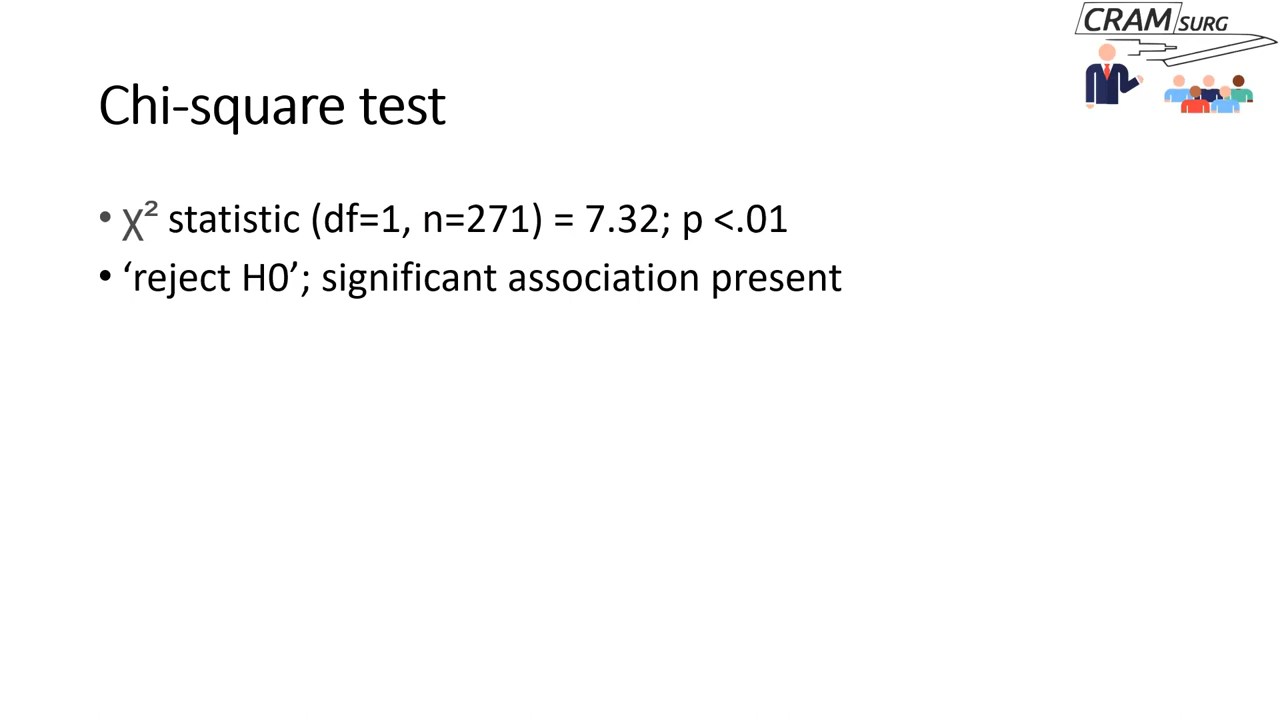 CRAM SURG
Chi-square test
• χ² statistic (df=1, n=271) = 7.32; p <.01
• ‘reject H0’; significant association present